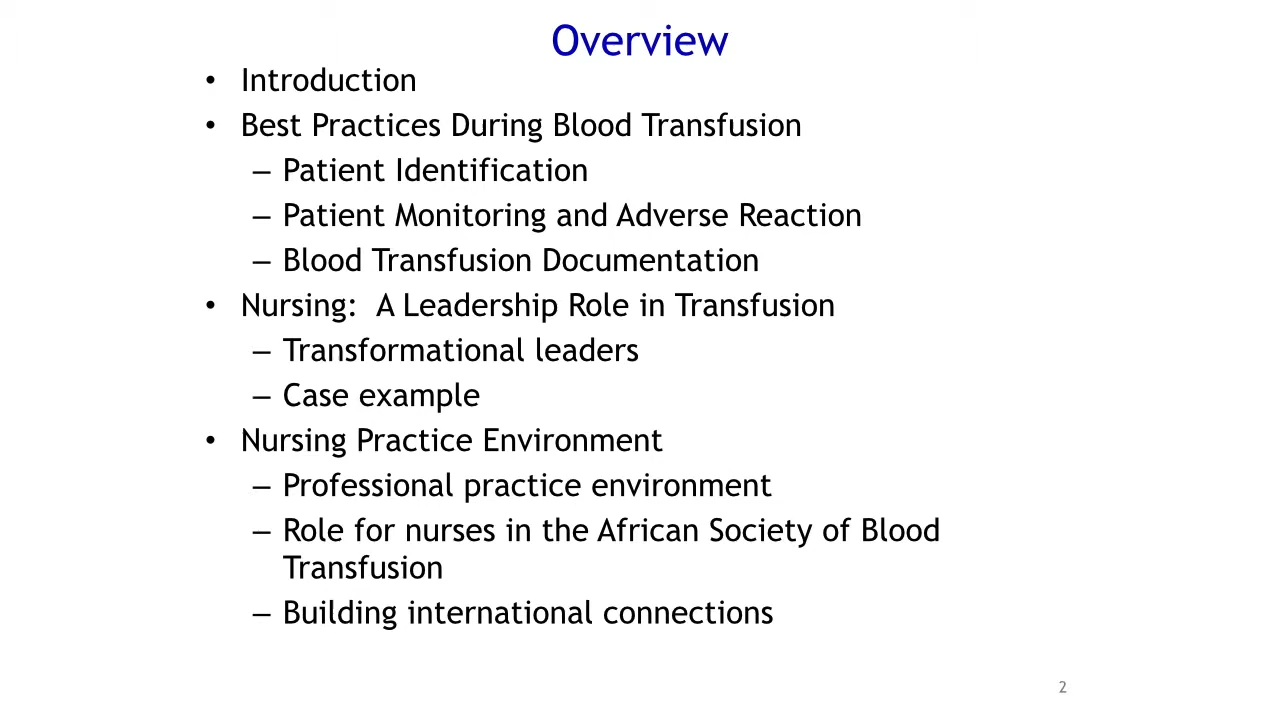 Overview
• Introduction
• Best Practices During Blood Transfusion
– Patient Identification
– Patient Monitoring and Adverse Reaction
– Blood Transfusion Documentation
• Nursing:  A Leadership Role in Transfusion
– Transformational leaders
– Case example
• Nursing Practice Environment
– Professional practice environment
– Role for nurses in the African Society of Blood
Transfusion
– Building international connections
2